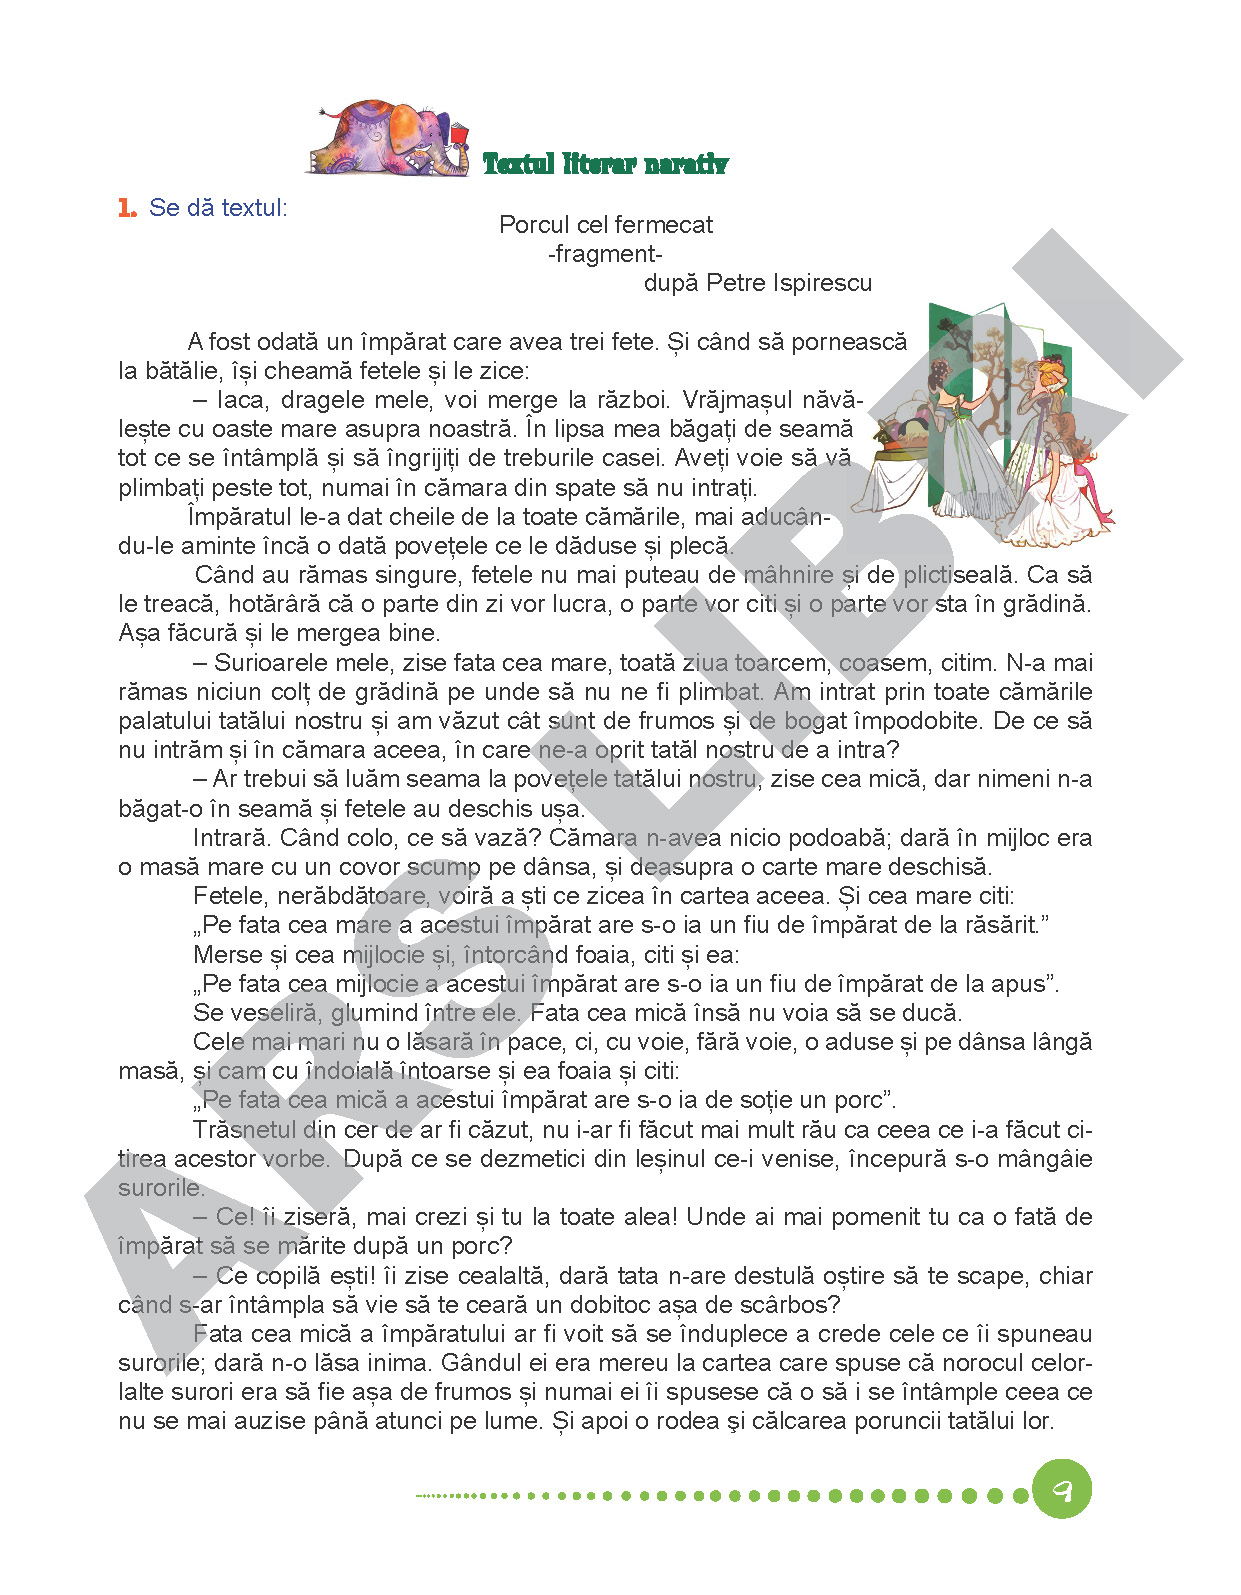 Textul literar narativ
1. Se dă textul:
Porcul cel fermecat
-fragment-
după Petre Ispirescu
A fost odată un împărat care avea trei fete. Și când să pornească
la bătălie, își cheamă fetele și le zice:
– Iaca, dragele mele, voi merge la război. Vrăjmașul năvă-
lește cu oaste mare asupra noastră. În lipsa mea băgați de seamă
tot ce se întâmplă și să îngrijiți de treburile casei. Aveți voie să vă
plimbați peste tot, numai în cămara din spate să nu intrați.
Împăratul le-a dat cheile de la toate cămările, mai aducân-
du-le aminte încă o dată povețele ce le dăduse și plecă.
Când au rămas singure, fetele nu mai puteau de mâhnire și de plictiseală. Ca să
le treacă, hotărâră că o parte din zi vor lucra, o parte vor citi și o parte vor sta în grădină.
Așa făcură și le mergea bine.
– Surioarele mele, zise fata cea mare, toată ziua toarcem, coasem, citim. N-a mai
rămas niciun colț de grădină pe unde să nu ne fi plimbat. Am intrat prin toate cămările
palatului tatălui nostru și am văzut cât sunt de frumos și de bogat împodobite. De ce să
nu intrăm și în cămara aceea, în care ne-a oprit tatăl nostru de a intra?
– Ar trebui să luăm seama la povețele tatălui nostru, zise cea mică, dar nimeni n-a
băgat-o în seamă și fetele au deschis ușa.
Intrară. Când colo, ce să vază? Cămara n-avea nicio podoabă; dară în mijloc era
o masă mare cu un covor scump pe dânsa, și deasupra o carte mare deschisă.
Fetele, nerăbdătoare, voiră a ști ce zicea în cartea aceea. Și cea mare citi:
„Pe fata cea mare a acestui împărat are s-o ia un fiu de împărat de la răsărit.”
Merse și cea mijlocie și, întorcând foaia, citi și ea:
„Pe fata cea mijlocie a acestui împărat are s-o ia un fiu de împărat de la apus”.
Se veseliră, glumind între ele. Fata cea mică însă nu voia să se ducă.
Cele mai mari nu o lăsară în pace, ci, cu voie, fără voie, o aduse și pe dânsa lângă
masă, și cam cu îndoială întoarse și ea foaia și citi:
„Pe fata cea mică a acestui împărat are s-o ia de soție un porc”.
Trăsnetul din cer de ar fi căzut, nu i-ar fi făcut mai mult rău ca ceea ce i-a făcut ci-
tirea acestor vorbe. După ce se dezmetici din leșinul ce-i venise, începură s-o mângâie
surorile.
– Ce! îi ziseră, mai crezi și tu la toate alea! Unde ai mai pomenit tu ca o fată de
împărat să se mărite după un porc?
– Ce copilă ești! îi zise cealaltă, dară tata n-are destulă oștire să te scape, chiar
când s-ar întâmpla să vie să te ceară un dobitoc așa de scârbos?
Fata cea mică a împăratului ar fi voit să se înduplece a crede cele ce îi spuneau
surorile; dară n-o lăsa inima. Gândul ei era mereu la cartea care spuse că norocul celor-
lalte surori era să fie așa de frumos și numai ei îi spusese că o să i se întâmple ceea ce
nu se mai auzise până atunci pe lume. Și apoi o rodea şi călcarea poruncii tatălui lor.
9
ARS LIBRI